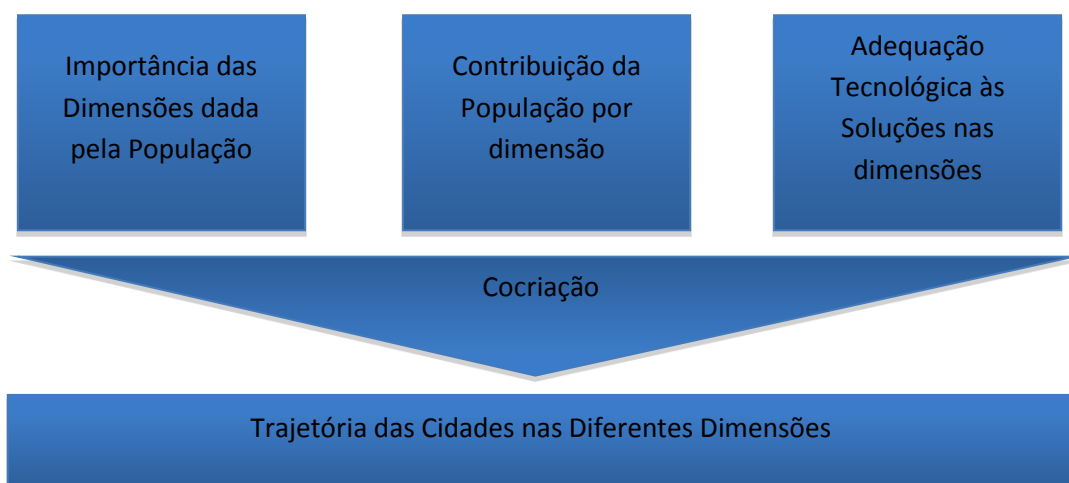 Importância das
Dimensões dada
pela População
Contribuição da
População por
dimensão
Adequação
Tecnológica às
Soluções nas
dimensões
Cocriação
Trajetória das Cidades nas Diferentes Dimensões